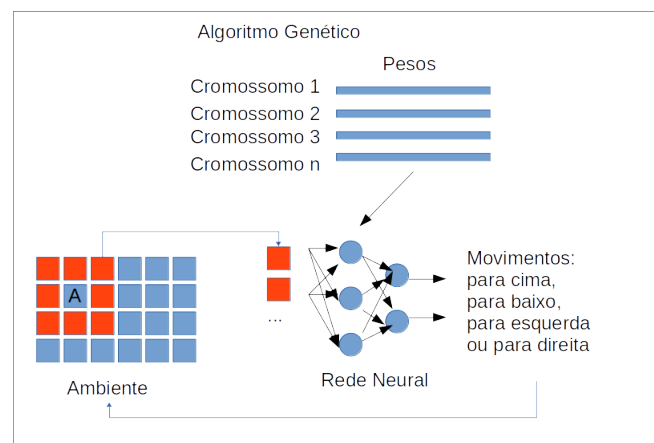 Algoritmo Genético
Pesos
Cromossomo 1
Cromossomo 2
Cromossomo 3
Cromossomo n
A
...
Movimentos:
para cima,
para baixo,
para esquerda
ou para direita
Rede Neural
Ambiente